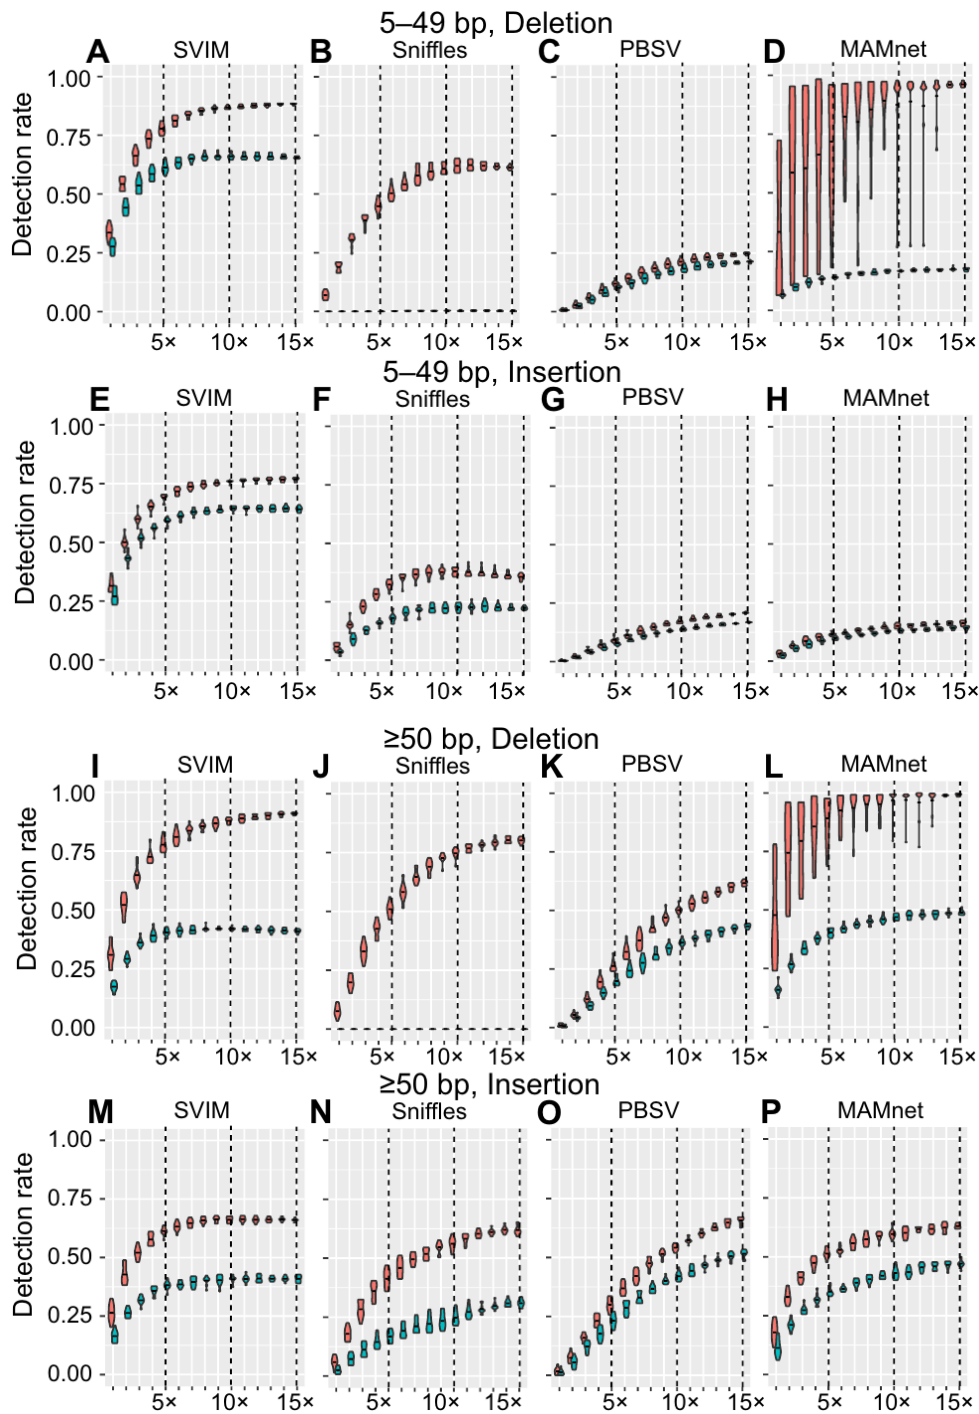 5–49 bp, Deletion
A SVIM B Sniffles C PBSV D MAMnet
Detection rate
1.00
0.75
0.50
0.25
0.00
5× 10× 15× 5× 10× 15× 5× 10× 15× 5× 10× 15×
5–49 bp, Insertion
E SVIM F Sniffles G PBSV H MAMnet
Detection rate
1.00
0.75
0.50
0.25
0.00
5× 10× 15× 5× 10× 15× 5× 10× 15× 5× 10× 15×
≥50 bp, Deletion
I SVIM J Sniffles K PBSV L MAMnet
Detection rate
1.00
0.75
0.50
0.25
0.00
5× 10× 15× 5× 10× 15× 5× 10× 15× 5× 10× 15×
≥50 bp, Insertion
M SVIM N Sniffles O PBSV P MAMnet
Detection rate
1.00
0.75
0.50
0.25
0.00
5× 10× 15× 5× 10× 15× 5× 10× 15× 5× 10× 15×